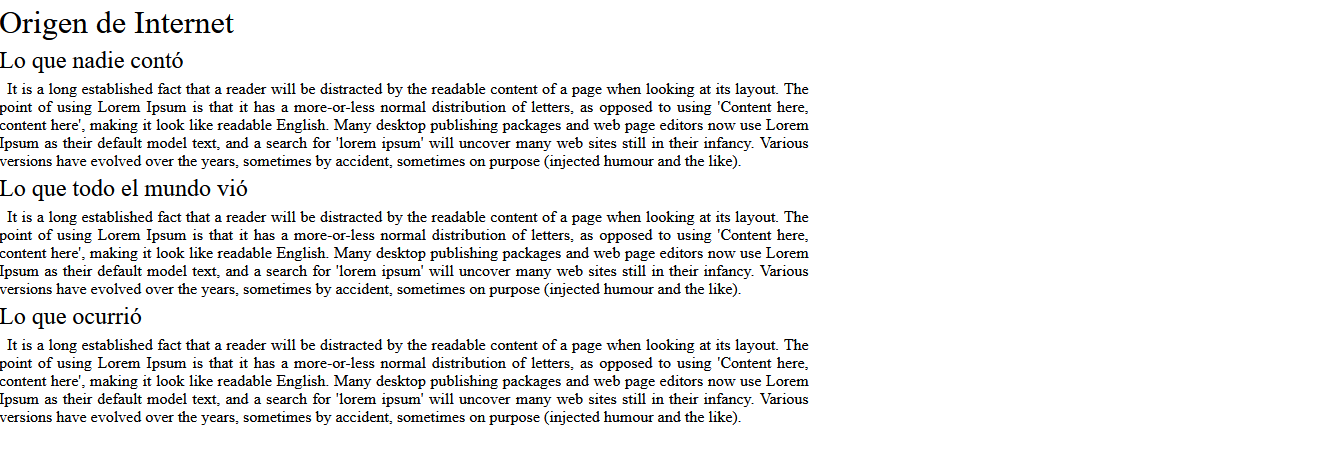 Origen de Internet
Lo que nadie contó
It is a long established fact that a reader will be distracted by the readable content of a page when looking at its layout. The
point of using Lorem Ipsum is that it has a more-or-less normal distribution of letters, as opposed to using 'Content here,
content here', making it look like readable English. Many desktop publishing packages and web page editors now use Lorem
Ipsum as their default model text, and a search for 'lorem ipsum' will uncover many web sites still in their infancy. Various
versions have evolved over the years, sometimes by accident, sometimes on purpose (injected humour and the like).
Lo que todo el mundo vió
It is a long established fact that a reader will be distracted by the readable content of a page when looking at its layout. The
point of using Lorem Ipsum is that it has a more-or-less normal distribution of letters, as opposed to using 'Content here,
content here', making it look like readable English. Many desktop publishing packages and web page editors now use Lorem
Ipsum as their default model text, and a search for 'lorem ipsum' will uncover many web sites still in their infancy. Various
versions have evolved over the years, sometimes by accident, sometimes on purpose (injected humour and the like).
Lo que ocurrió
It is a long established fact that a reader will be distracted by the readable content of a page when looking at its layout. The
point of using Lorem Ipsum is that it has a more-or-less normal distribution of letters, as opposed to using 'Content here,
content here', making it look like readable English. Many desktop publishing packages and web page editors now use Lorem
Ipsum as their default model text, and a search for 'lorem ipsum' will uncover many web sites still in their infancy. Various
versions have evolved over the years, sometimes by accident, sometimes on purpose (injected humour and the like).